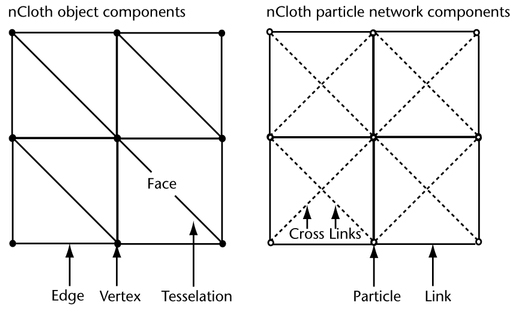 nCloth object components
nCloth particle network components
Face
Cross Links
Edge
Vertex
Tesselation
Particle
Link